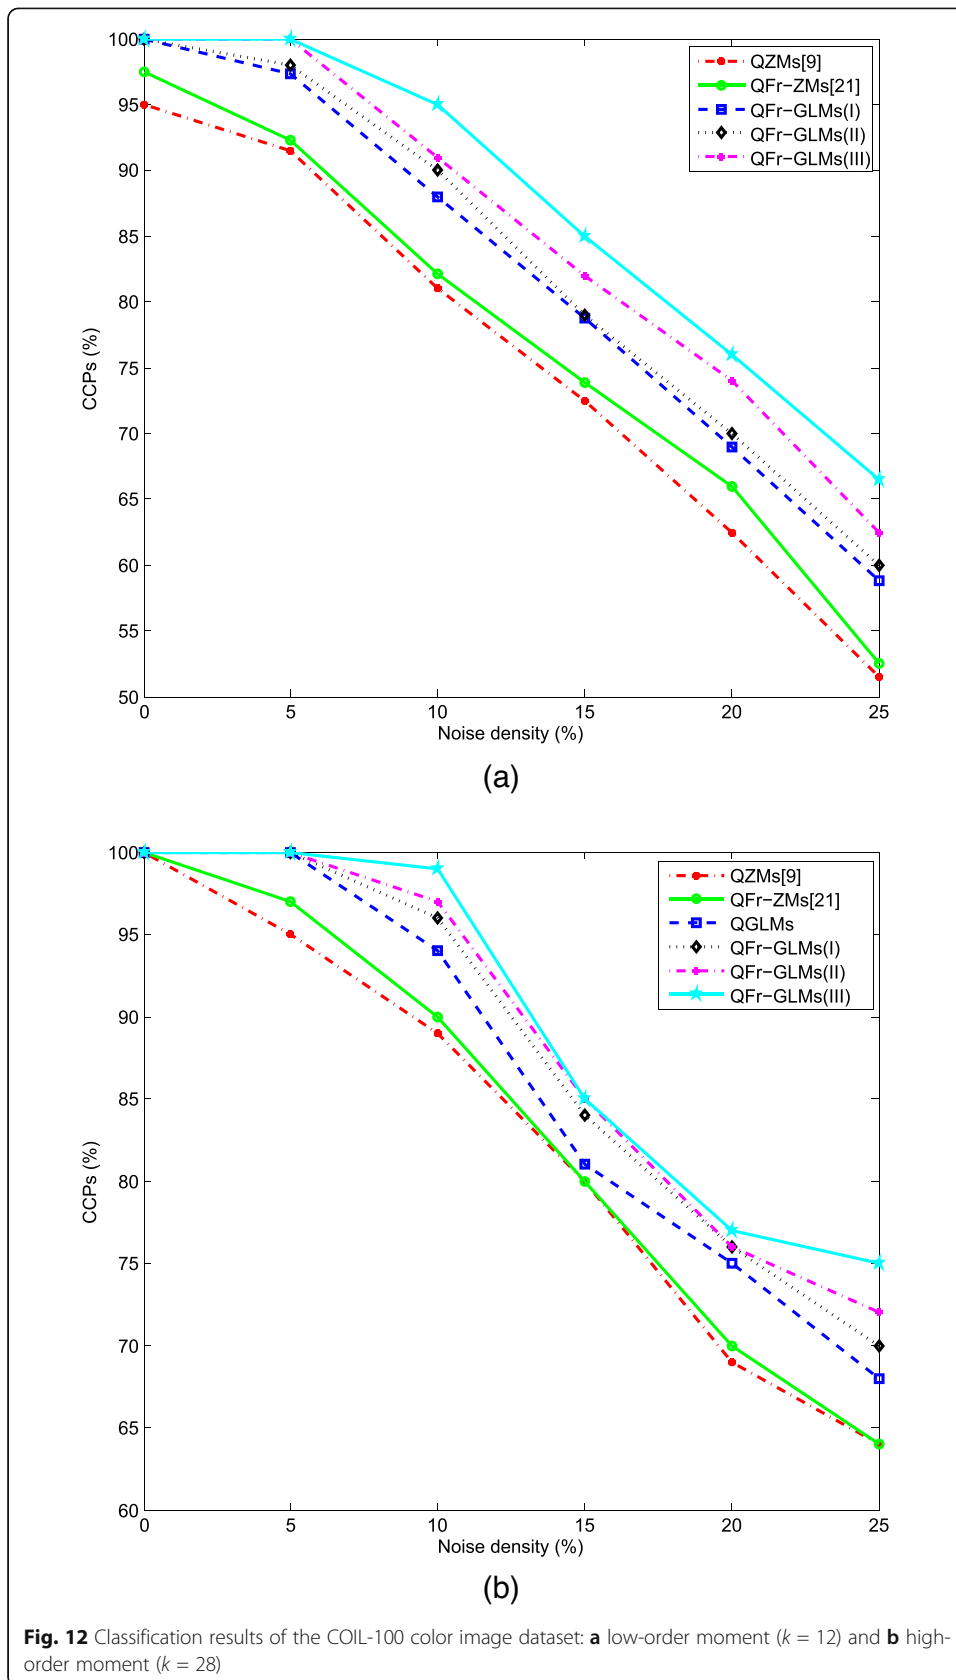 100
95
90
85
80
75
70
65
60
55
50
CCPs (%)
QZMs[9]
QFr−ZMs[21]
QFr−GLMs(I)
QFr−GLMs(II)
QFr−GLMs(III)
0 5 10 15 20 25
Noise density (%)
(a)
100
95
90
85
80
75
70
65
60
CCPs (%)
QZMs[9]
QFr−ZMs[21]
QGLMs
QFr−GLMs(I)
QFr−GLMs(II)
QFr−GLMs(III)
0 5 10 15 20 25
Noise density (%)
(b)
Fig. 12 Classification results of the COIL-100 color image dataset: a low-order moment (k = 12) and b high-
order moment (k = 28)